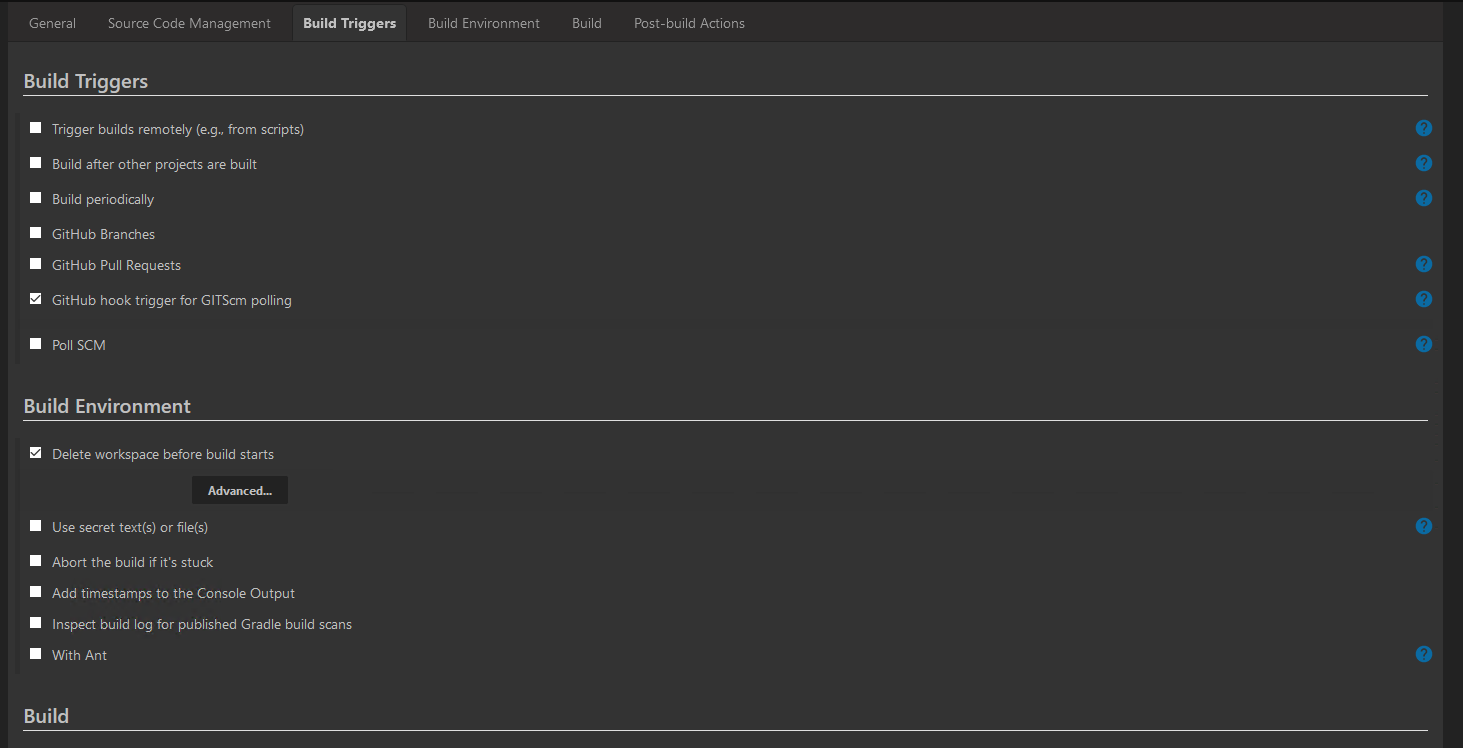 General Source Code Management Build Triggers Build Environment Build Post-build Actions
Build Triggers
Trigger builds remotely (e.g., from scripts) ?
Build after other projects are built ?
Build periodically ?
GitHub Branches
GitHub Pull Requests ?
GitHub hook trigger for GITScm polling ?
Poll SCM ?
Build Environment
Delete workspace before build starts
Advanced...
Use secret text(s) or file(s) ?
Abort the build if it's stuck
Add timestamps to the Console Output
Inspect build log for published Gradle build scans
With Ant ?
Build